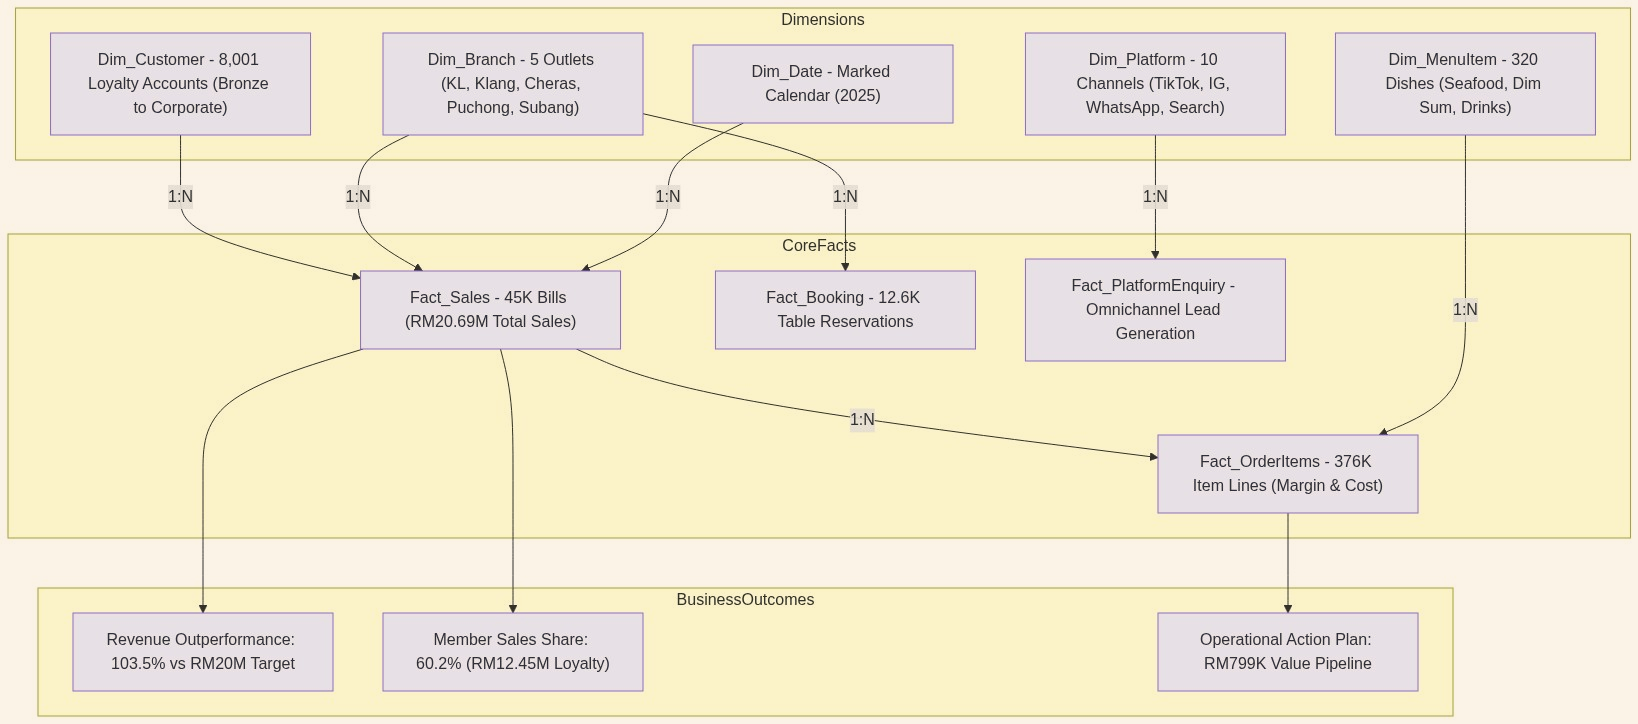 Dimensions
Dim_Customer - 8,001
Loyalty Accounts (Bronze
to Corporate)
Dim_Branch - 5 Outlets
(KL, Klang, Cheras,
Puchong, Subang)
Dim_Date - Marked
Calendar (2025)
Dim_Platform - 10
Channels (TikTok, IG,
WhatsApp, Search)
Dim_MenuItem - 320
Dishes (Seafood, Dim
Sum, Drinks)
1:N
1:N
1:N
1:N
1:N
CoreFacts
Fact_Sales - 45K Bills
(RM20.69M Total Sales)
Fact_Booking - 12.6K
Table Reservations
Fact_PlatformEnquiry -
Omnichannel Lead
Generation
1:N
1:N
Fact_OrderItems - 376K
Item Lines (Margin & Cost)
BusinessOutcomes
Revenue Outperformance:
103.5% vs RM20M Target
Member Sales Share:
60.2% (RM12.45M Loyalty)
Operational Action Plan:
RM799K Value Pipeline